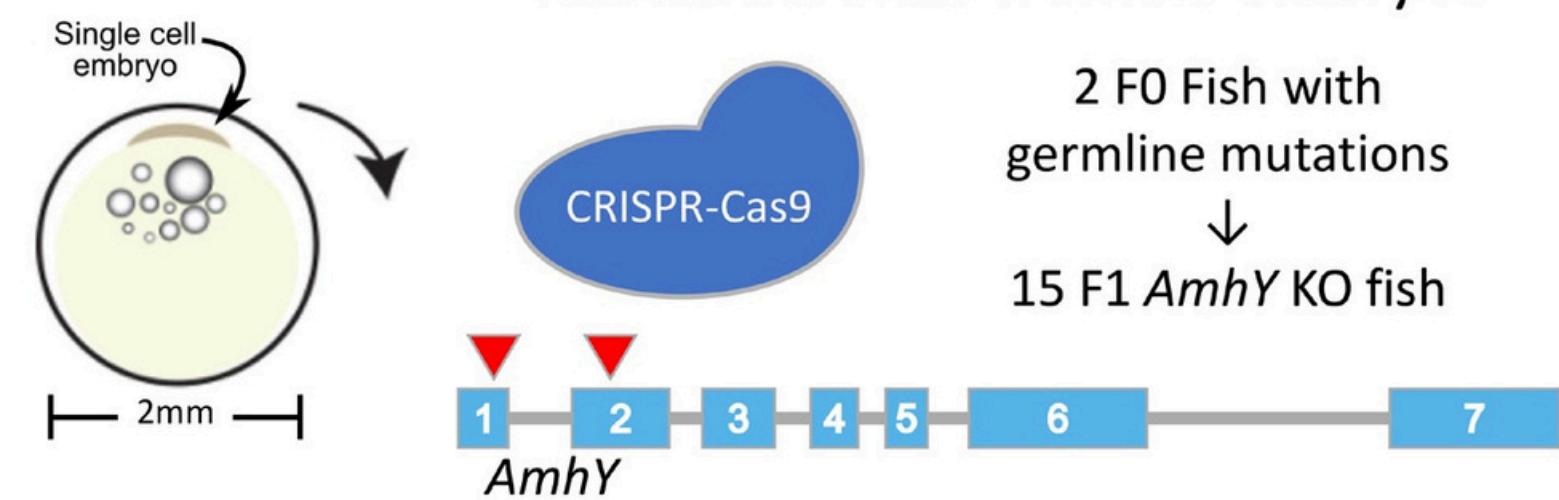 Single cell
embryo
2mm
CRISPR-Cas9
2 F0 Fish with
germline mutations
↓
15 F1 AmhY KO fish
1 2 3 4 5 6 7
AmhY